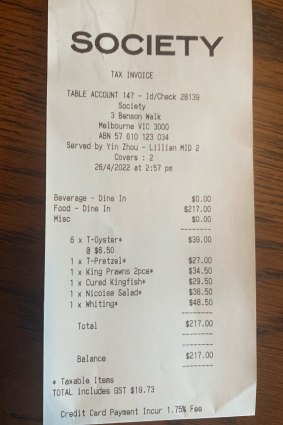 SOCIETY
TAX INVOICE
TABLE ACCOUNT 147 - Id/Check 28139
Society
3 Benson Walk
Melbourne VIC 3000
ABN 57 610 123 034
Served by Yin Zhou - Lillian MID 2
Covers : 2
26/4/2022 at 2:57 pm
Beverage - Dine In $0.00
Food - Dine In $217.00
Misc $0.00
--------
6 x T-Oyster* $39.00
@ $6.50
1 x T-Pretzel* $27.00
1 x King Prawns 2pce* $34.50
1 x Cured Kingfish* $29.50
1 x Nicoise Salad* $38.50
1 x Whiting* $48.50
--------
Total $217.00
--------
Balance $217.00
--------
* Taxable Items
TOTAL includes GST $19.73
Credit Card Payment Incur 1.75% Fee